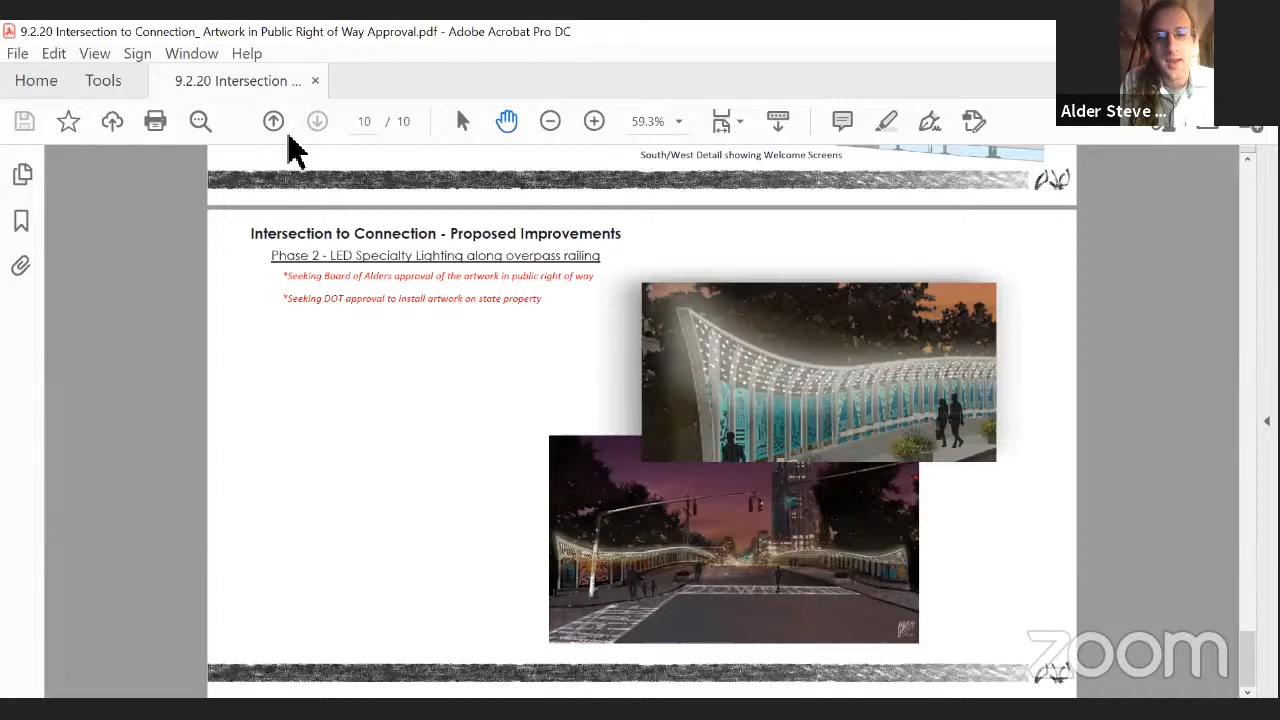 9.2.20 Intersection to Connection_ Artwork in Public Right of Way Approval.pdf - Adobe Acrobat Pro DC
File Edit View Sign Window Help
Home Tools 9.2.20 Intersection ... ×
10 / 10 59.3%
Alder Steve ...
South/West Detail showing Welcome Screens
Intersection to Connection - Proposed Improvements
Phase 2 - LED Specialty Lighting along overpass railing
*Seeking Board of Alders approval of the artwork in public right of way
*Seeking DOT approval to install artwork on state property
zoom